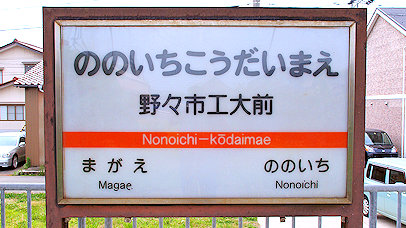 ののいちこうだいまえ
野々市工大前
Nonoichi－kōdaimae
まがえ ののいち
Magae Nonoichi